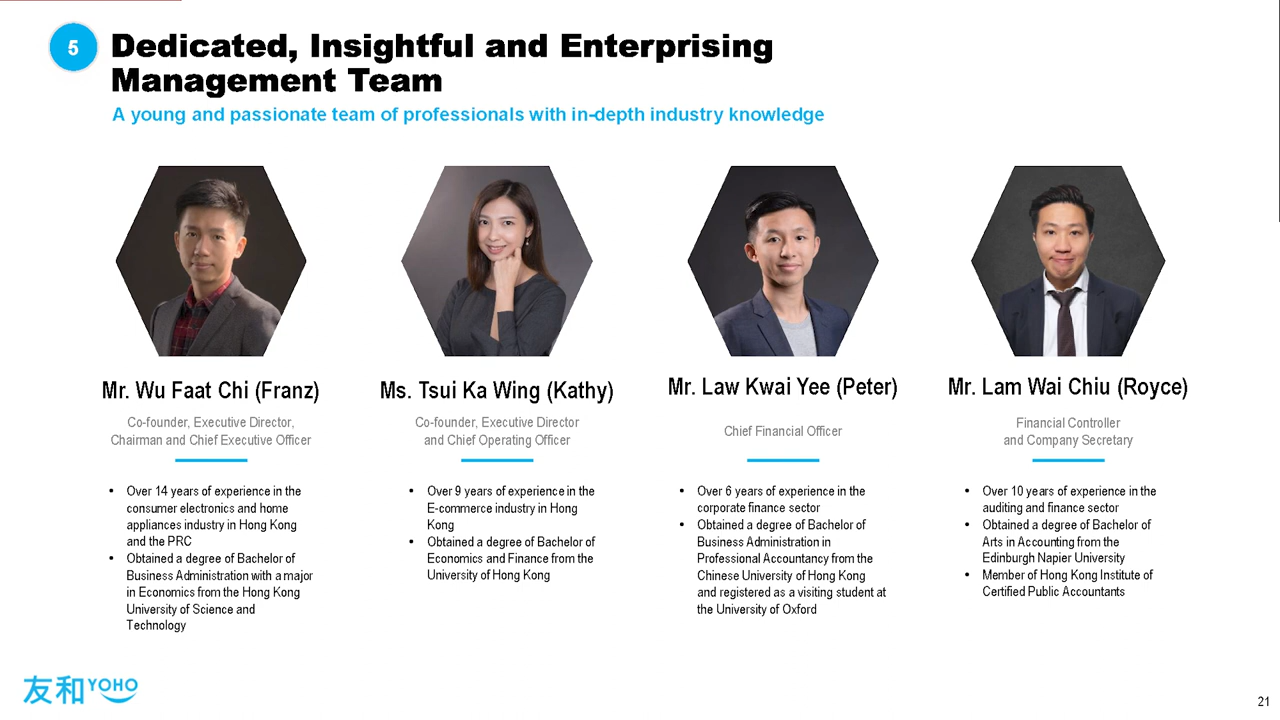 5
Dedicated, Insightful and Enterprising
Management Team
A young and passionate team of professionals with in-depth industry knowledge
Mr. Wu Faat Chi (Franz)
Co-founder, Executive Director,
Chairman and Chief Executive Officer
• Over 14 years of experience in the
consumer electronics and home
appliances industry in Hong Kong
and the PRC
• Obtained a degree of Bachelor of
Business Administration with a major
in Economics from the Hong Kong
University of Science and
Technology
Ms. Tsui Ka Wing (Kathy)
Co-founder, Executive Director
and Chief Operating Officer
• Over 9 years of experience in the
E-commerce industry in Hong
Kong
• Obtained a degree of Bachelor of
Economics and Finance from the
University of Hong Kong
Mr. Law Kwai Yee (Peter)
Chief Financial Officer
• Over 6 years of experience in the
corporate finance sector
• Obtained a degree of Bachelor of
Business Administration in
Professional Accountancy from the
Chinese University of Hong Kong
and registered as a visiting student at
the University of Oxford
Mr. Lam Wai Chiu (Royce)
Financial Controller
and Company Secretary
• Over 10 years of experience in the
auditing and finance sector
• Obtained a degree of Bachelor of
Arts in Accounting from the
Edinburgh Napier University
• Member of Hong Kong Institute of
Certified Public Accountants
友和 YOHO
21